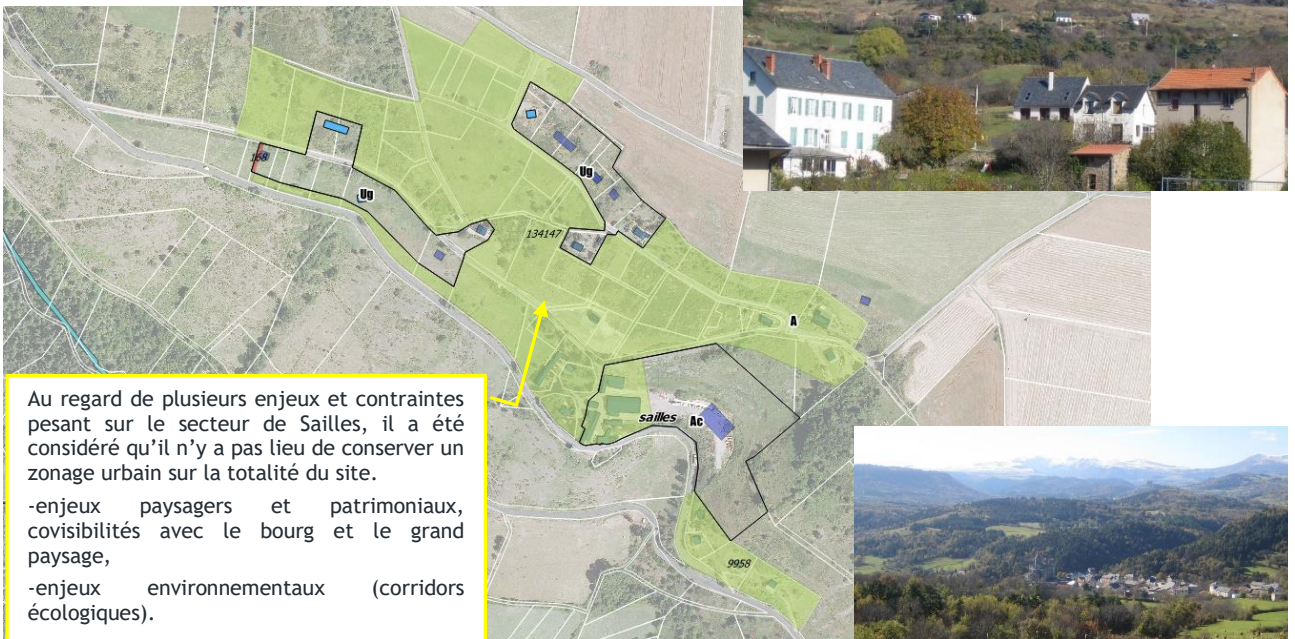 168
Ug
Ug
134147
A
sailles
Ac
9958
Au regard de plusieurs enjeux et contraintes
pesant sur le secteur de Sailles, il a été
considéré qu’il n’y a pas lieu de conserver un
zonage urbain sur la totalité du site.
-enjeux paysagers et patrimoniaux,
covisibilités avec le bourg et le grand
paysage,
-enjeux environnementaux (corridors
écologiques).